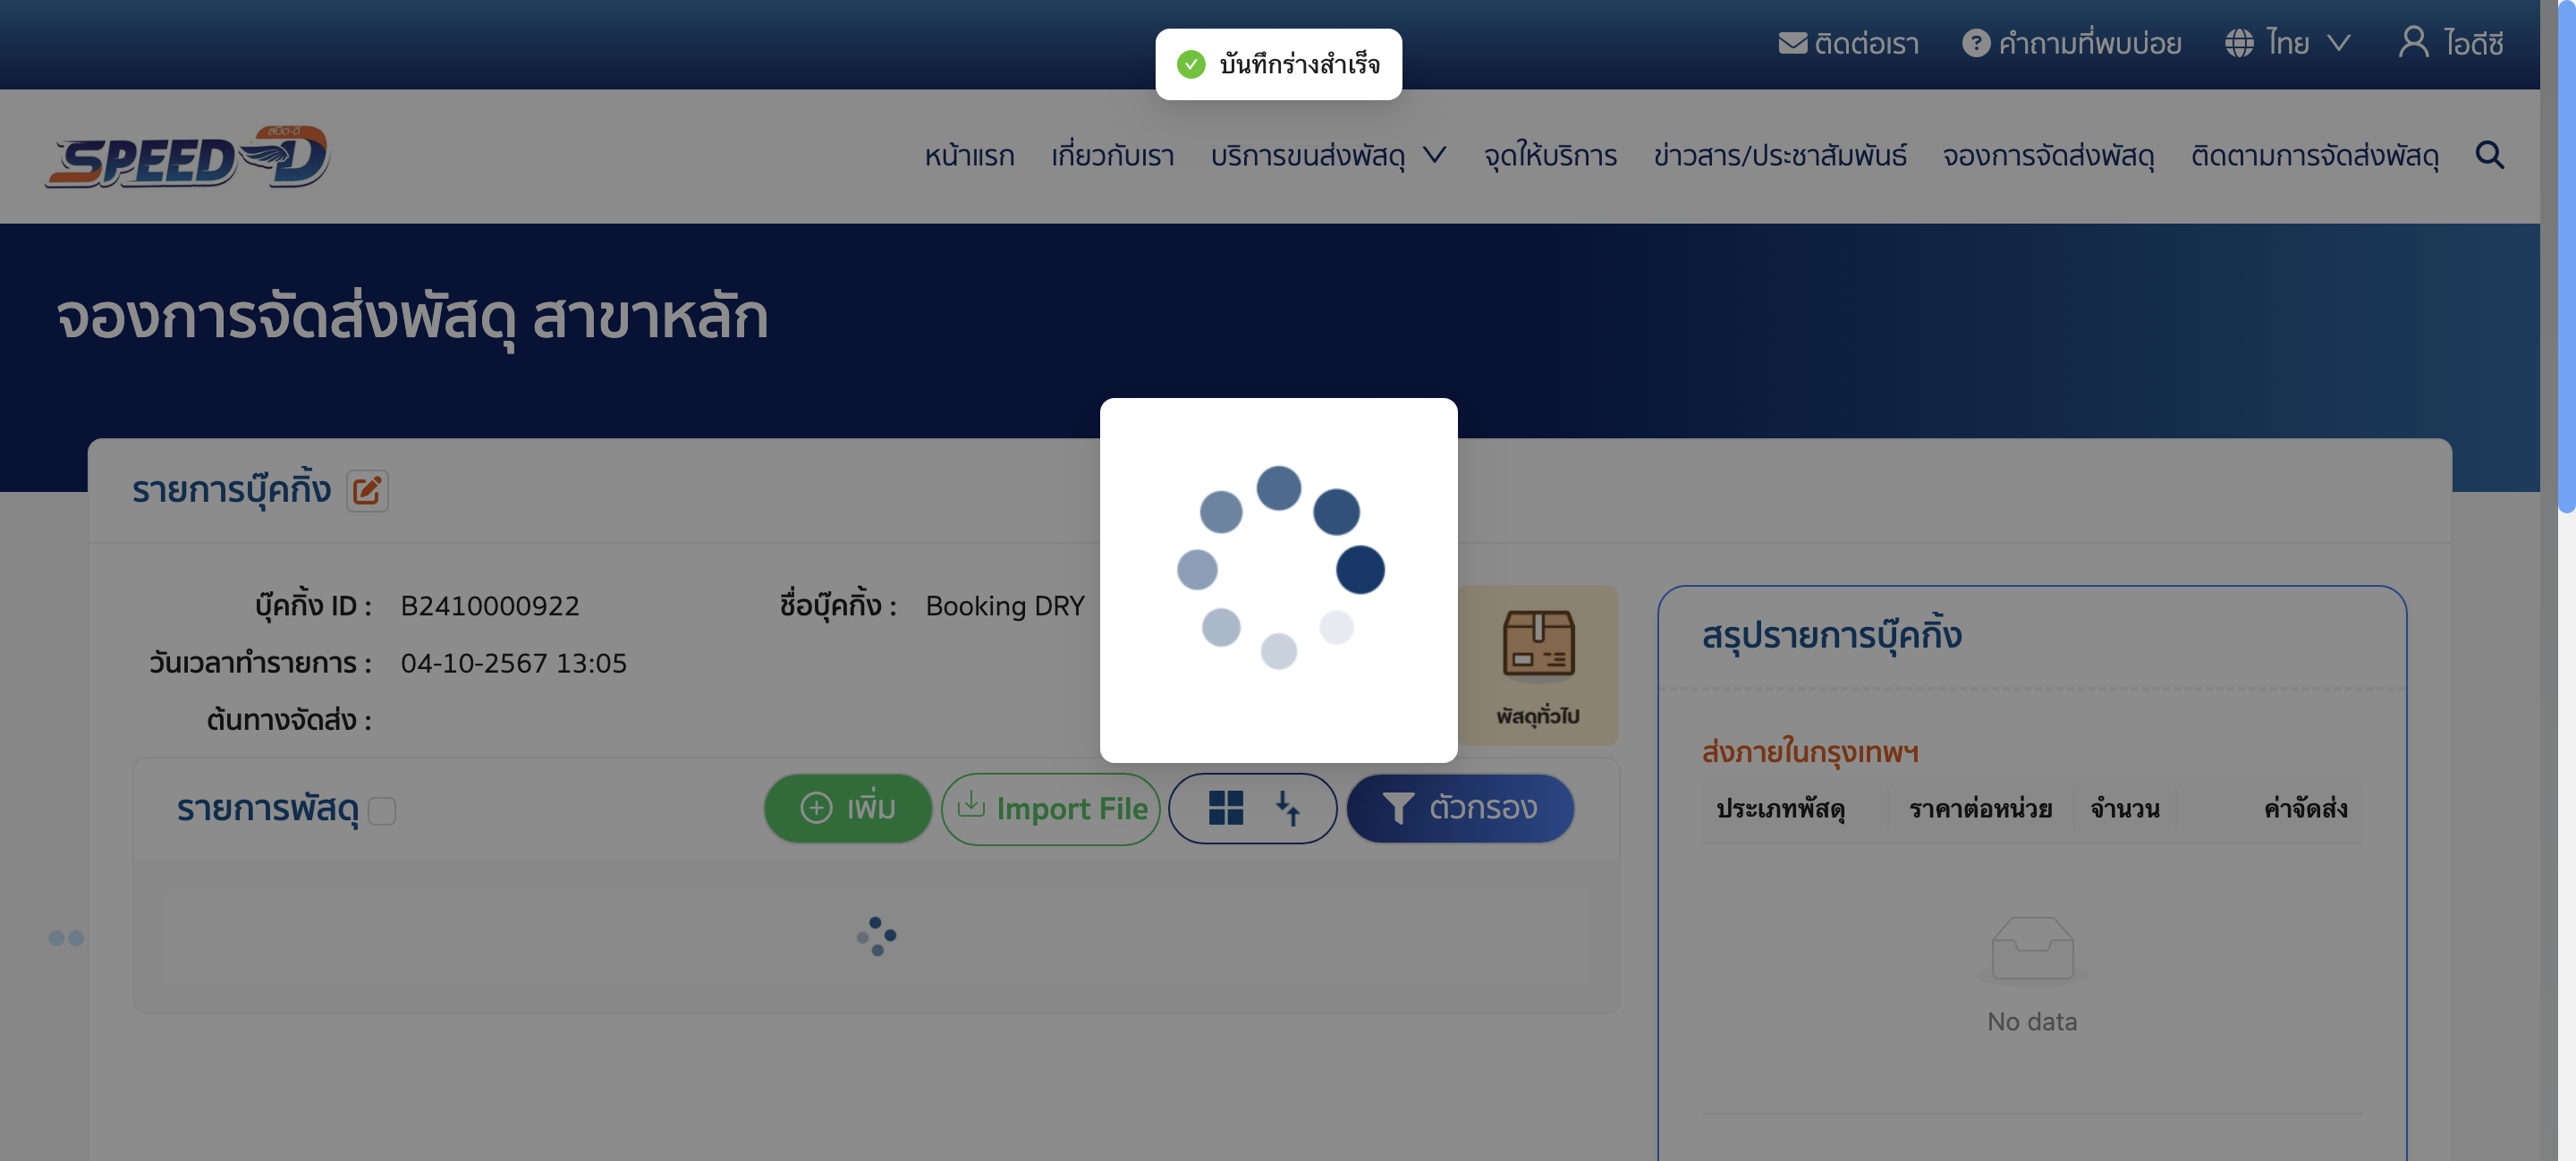 บันทึกร่างสำเร็จ
ติดต่อเรา คำถามที่พบบ่อย ไทย ไอดีซี
สปีด-ดี
SPEED D
หน้าแรก เกี่ยวกับเรา บริการขนส่งพัสดุ จุดให้บริการ ข่าวสาร/ประชาสัมพันธ์ จองการจัดส่งพัสดุ ติดตามการจัดส่งพัสดุ
จองการจัดส่งพัสดุ สาขาหลัก
รายการบุ๊คกิ้ง
บุ๊คกิ้ง ID : B2410000922 ชื่อบุ๊คกิ้ง : Booking DRY
วันเวลาทำรายการ : 04-10-2567 13:05
ต้นทางจัดส่ง :
พัสดุทั่วไป
รายการพัสดุ เพิ่ม Import File ตัวกรอง
สรุปรายการบุ๊คกิ้ง
ส่งภายในกรุงเทพฯ
ประเภทพัสดุ ราคาต่อหน่วย จำนวน ค่าจัดส่ง
No data